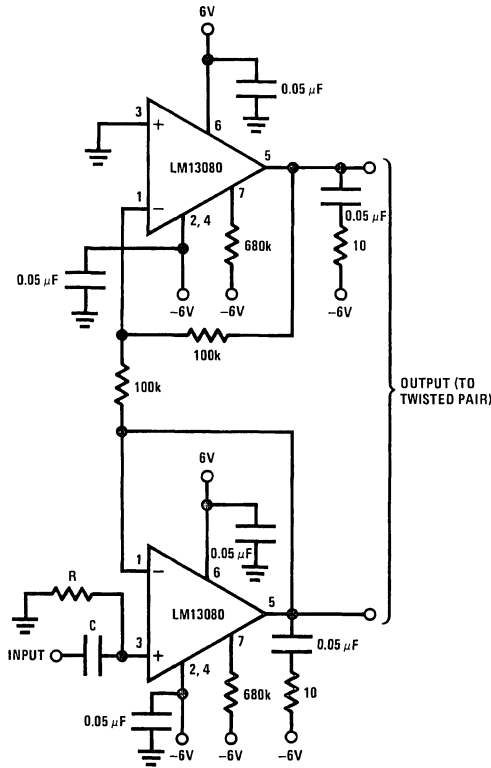 6V
0.05 μF
3
+
6
LM13080
5
1
−
7
2, 4
0.05 μF
680k
10
0.05 μF
−6V
−6V
−6V
100k
100k
OUTPUT (TO
TWISTED PAIR)
6V
0.05 μF
1
−
6
R
LM13080
5
C
3
+
7
0.05 μF
INPUT
2, 4
680k
10
0.05 μF
−6V
−6V
−6V